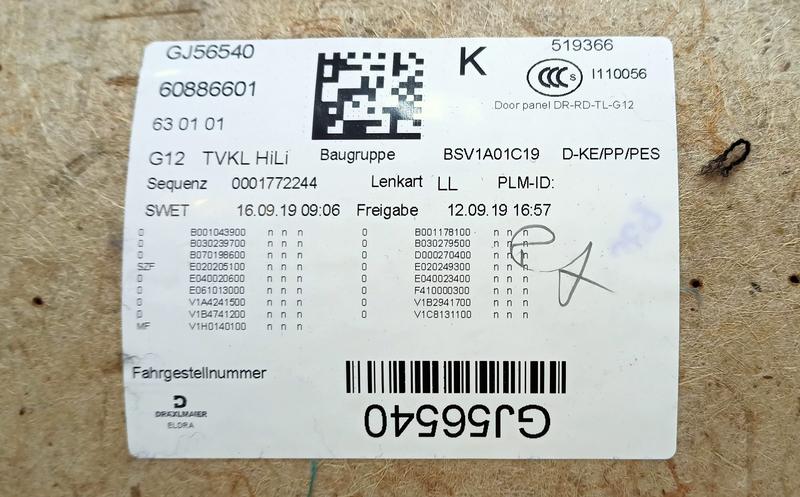 GJ56540
K
519366
60886601
CCC S
I110056
Door panel DR-RD-TL-G12
63 01 01
G12 TVKL HiLi Baugruppe BSV1A01C19 D-KE/PP/PES
Sequenz 0001772244 Lenkart LL PLM-ID:
SWET 16.09.19 09:06 Freigabe 12.09.19 16:57
0 B001043900 n n n 0 B001178100 n n n
0 B030239700 n n n 0 B030279500 n n n
0 B070198600 n n n 0 D000270400 n n n
SZF E020205100 n n n 0 E020249300 n n n
0 E040020600 n n n 0 E040023400 n n n
0 E061013000 n n n 0 F410000300 n n n
0 V1A4241500 n n n 0 V1B2941700 n n n
0 V1B4741200 n n n 0 V1C8131100 n n n
MF V1H0140100 n n n
Fahrgestellnummer
DRÄXLMAIER
ELDRA
GJ56540